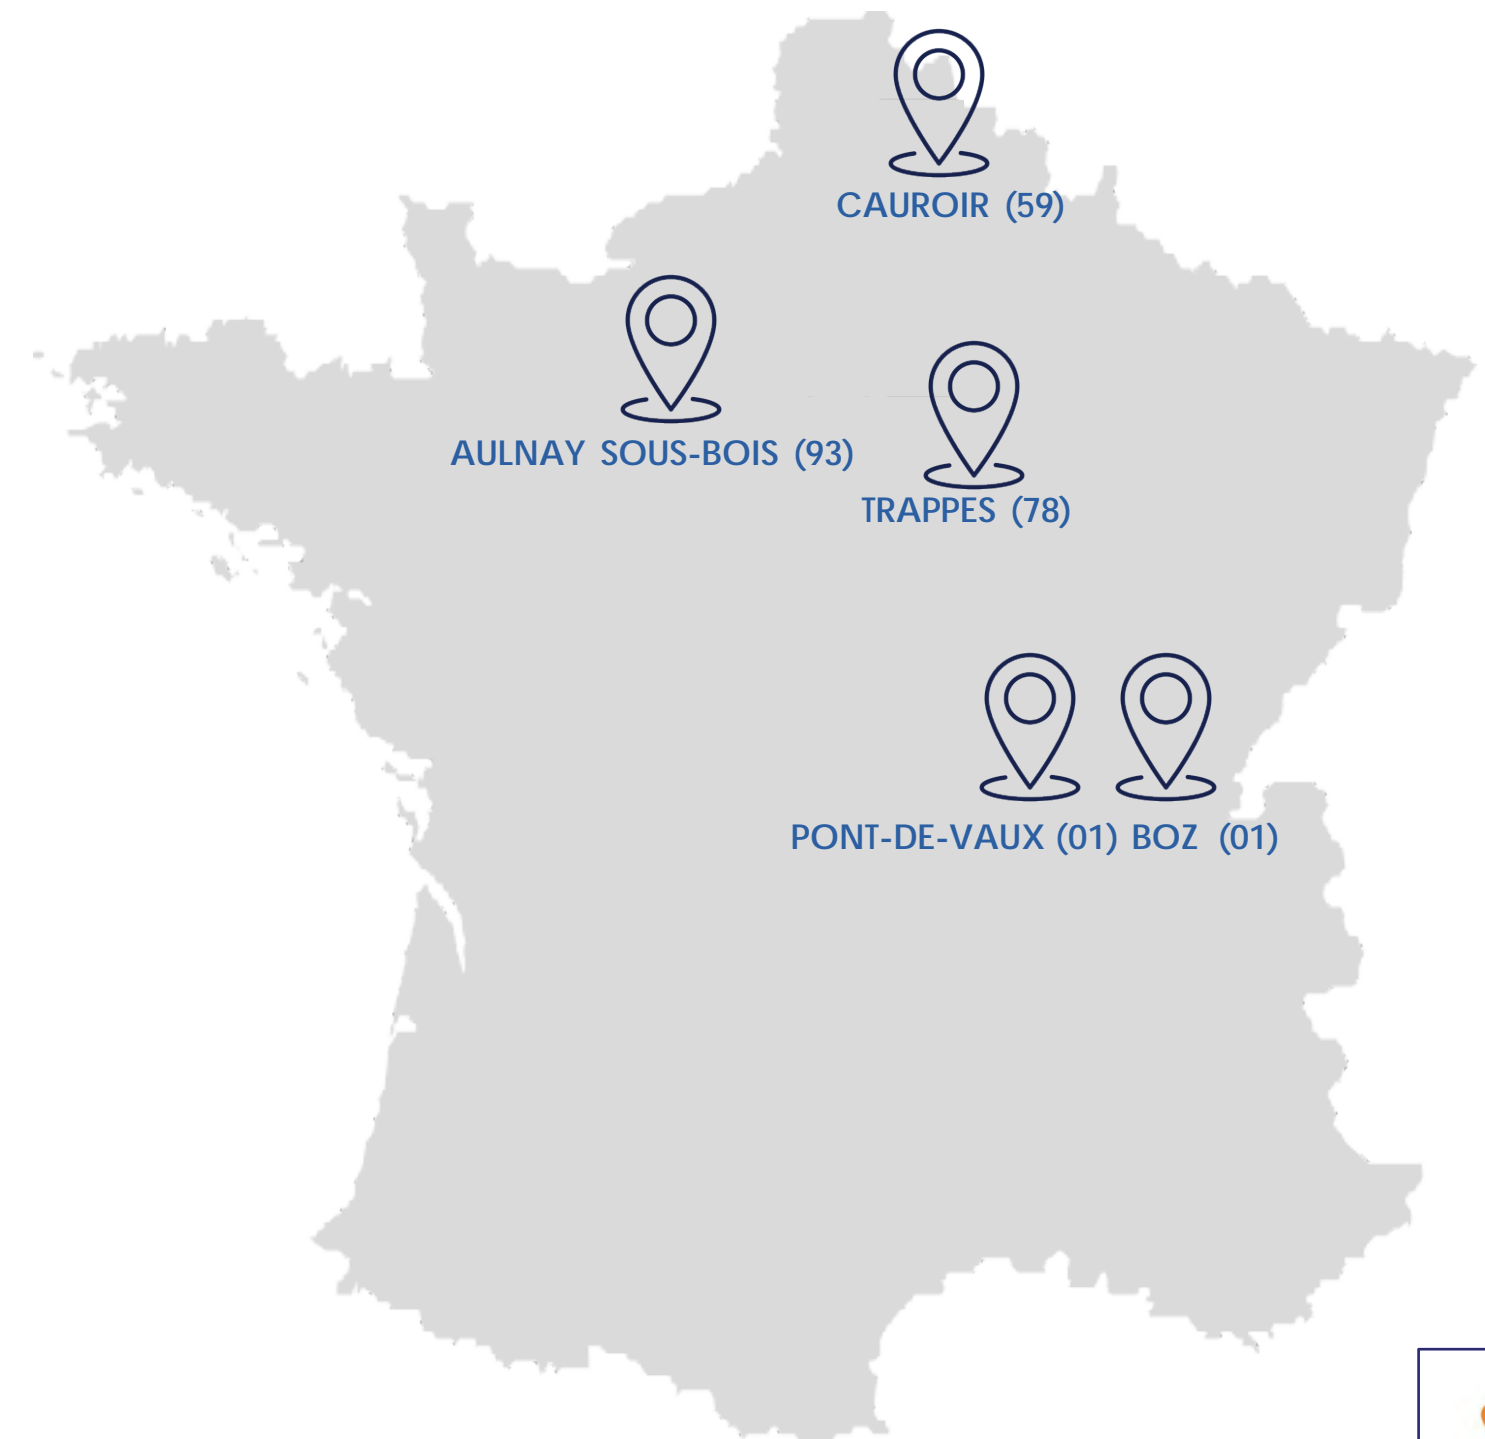 CAUROIR (59)
AULNAY SOUS-BOIS (93)
TRAPPES (78)
PONT-DE-VAUX (01) BOZ (01)